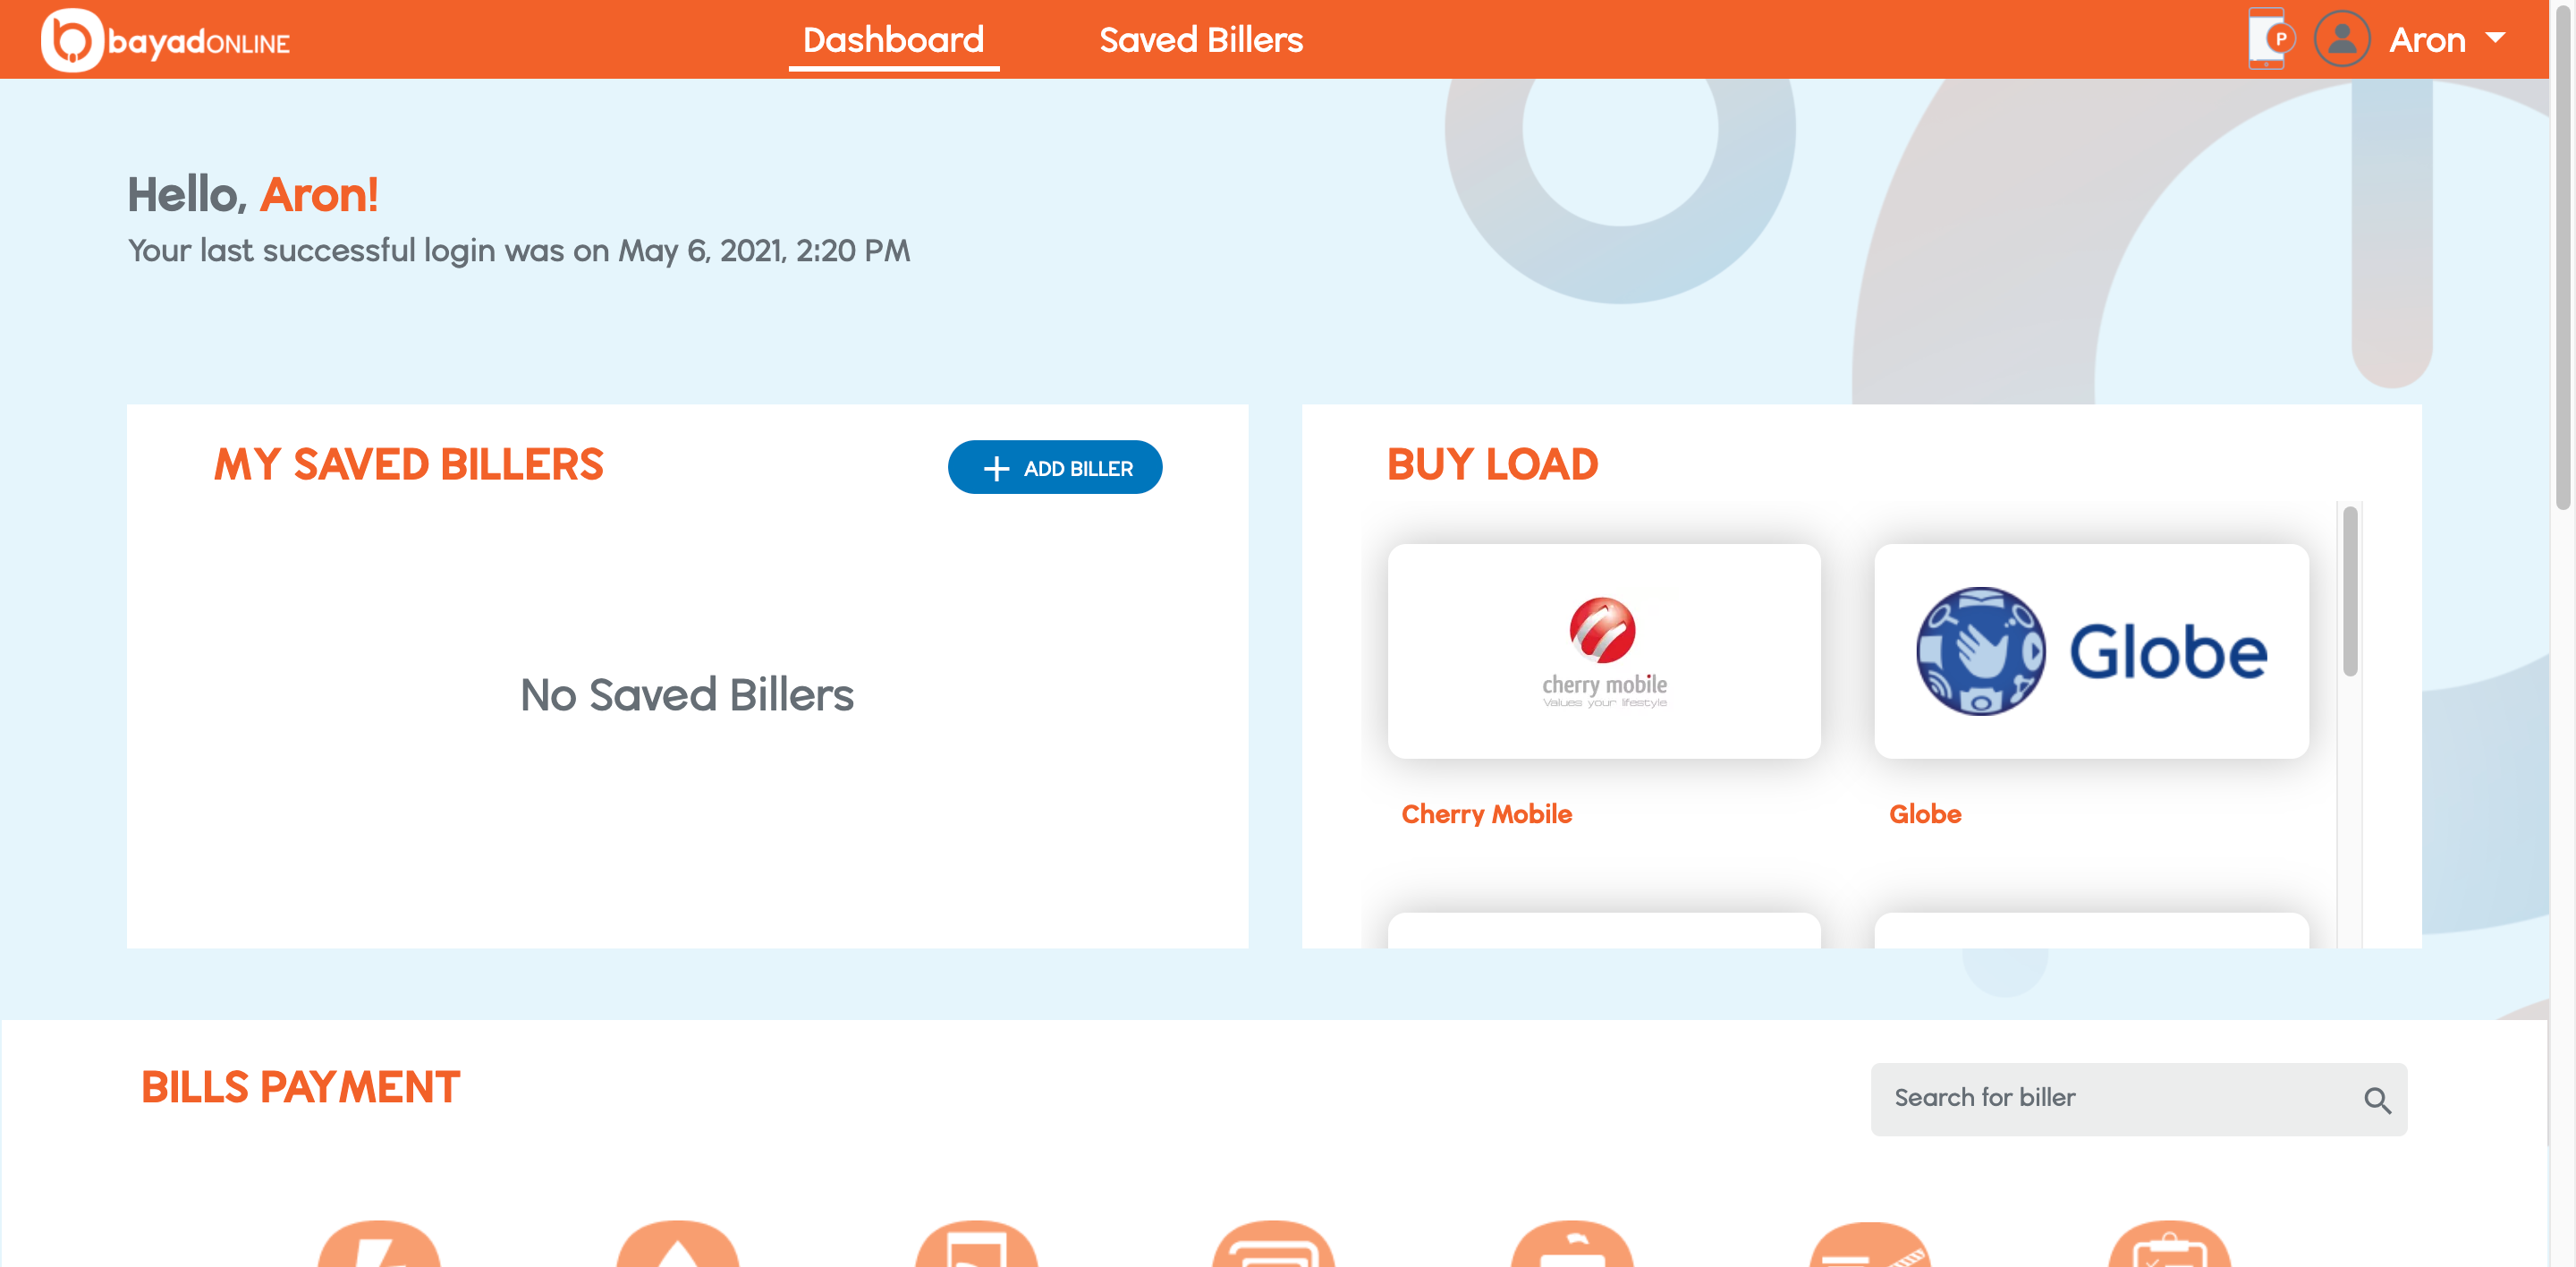 bayadONLINE
Dashboard
Saved Billers
P
Aron
Hello, Aron!
Your last successful login was on May 6, 2021, 2:20 PM
MY SAVED BILLERS
ADD BILLER
No Saved Billers
BUY LOAD
cherry mobile
Values your lifestyle
Globe
Cherry Mobile
Globe
BILLS PAYMENT
Search for biller